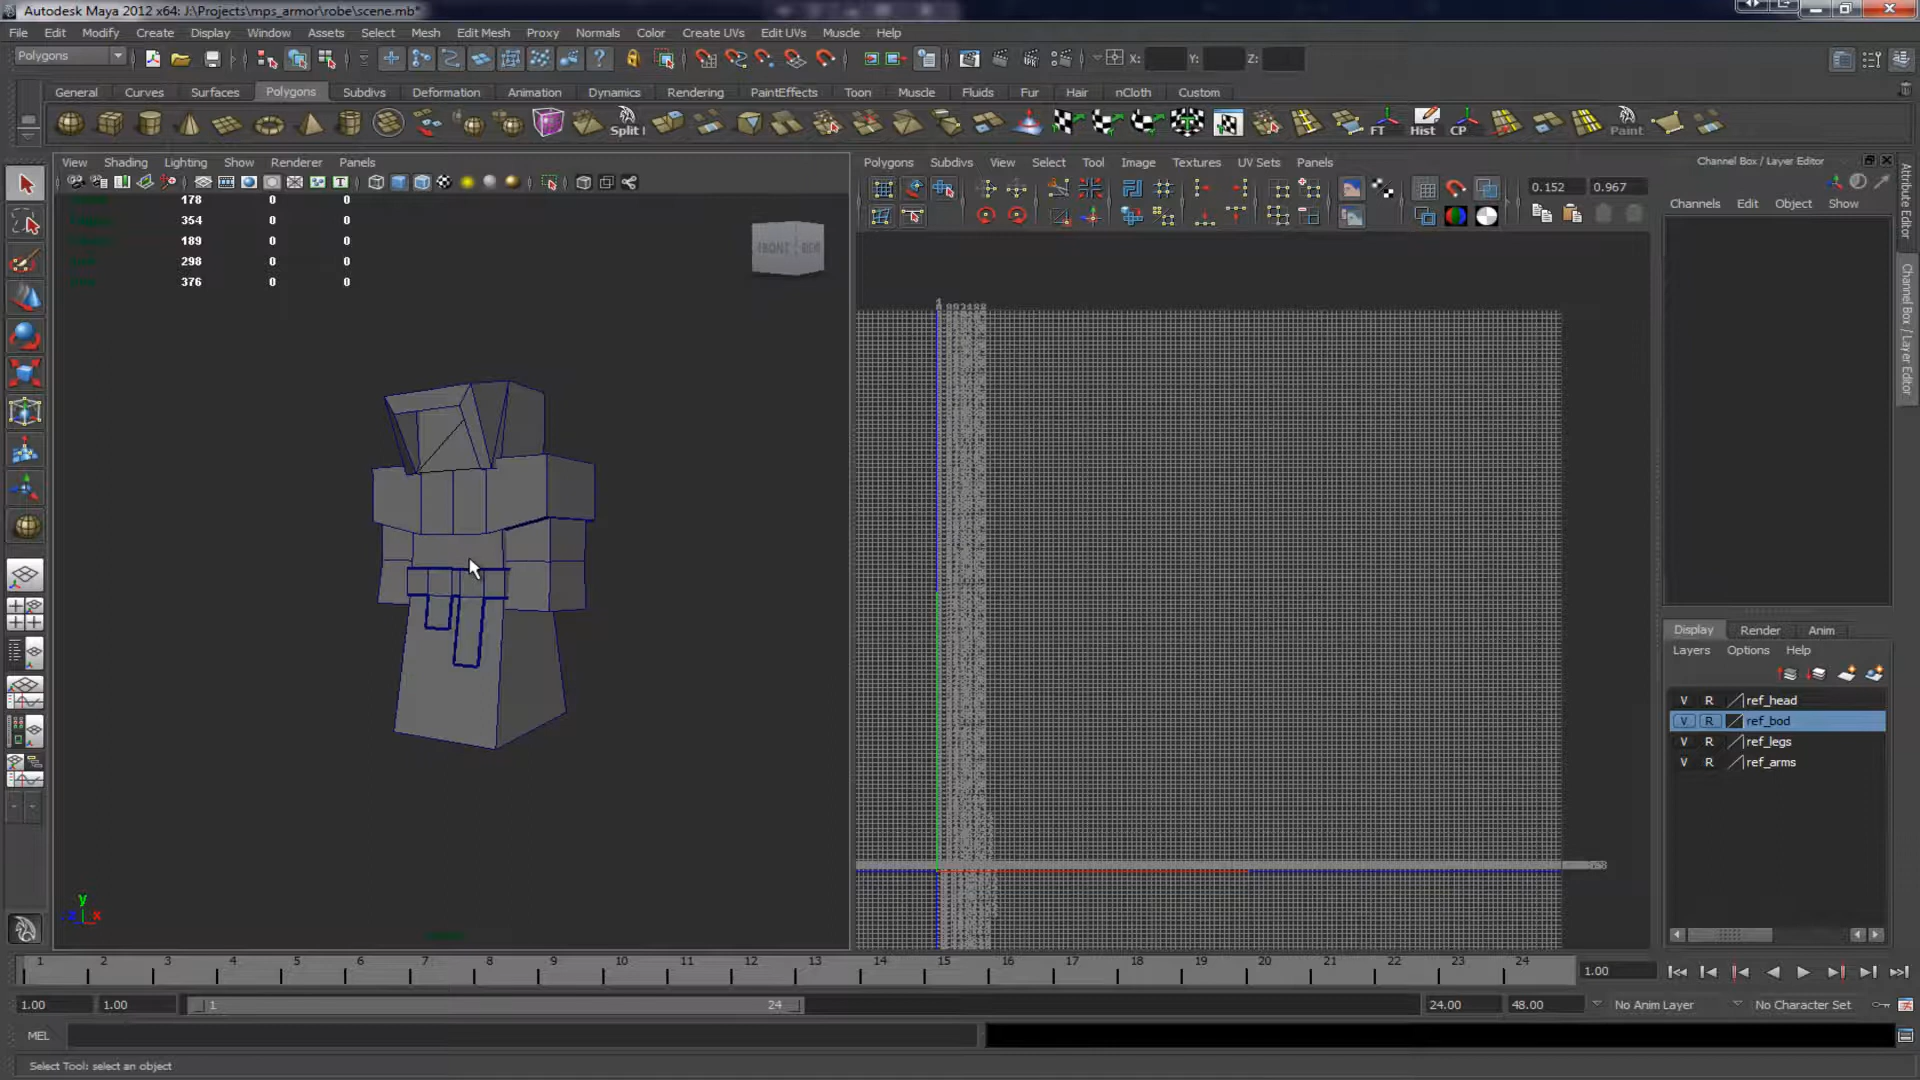 Autodesk Maya 2012 x64: J:\Projects\mps_armor\robe\scene.mb*
File Edit Modify Create Display Window Assets Select Mesh Edit Mesh Proxy Normals Color Create UVs Edit UVs Muscle Help
Polygons X: Y: Z:
General Curves Surfaces Polygons Subdivs Deformation Animation Dynamics Rendering PaintEffects Toon Muscle Fluids Fur Hair nCloth Custom
Split FT Hist CP Paint
View Shading Lighting Show Renderer Panels
Polygons Subdivs View Select Tool Image Textures UV Sets Panels
Channel Box / Layer Editor
0.152 0.967
Channels Edit Object Show
178 0 0
354 0 0
189 0 0
298 0 0
376 0 0
FRONT
Attribute Editor
Channel Box / Layer Editor
Display Render Anim
Layers Options Help
V R ref_head
V R ref_bod
V R ref_legs
V R ref_arms
y
x
1 2 3 4 5 6 7 8 9 10 11 12 13 14 15 16 17 18 19 20 21 22 23 24
1.00
1.00 1.00 1 24 24.00 48.00 No Anim Layer No Character Set
MEL
Select Tool: select an object